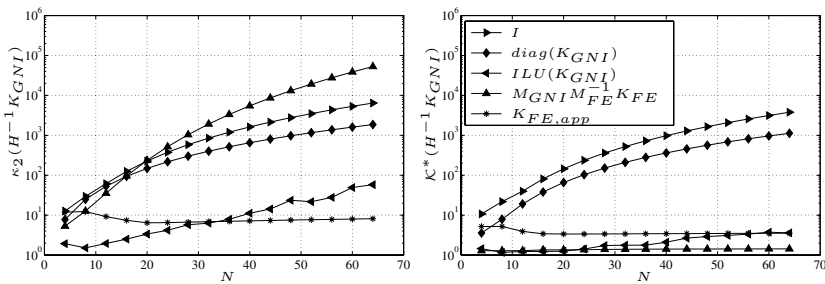 10^6
10^5
10^4
10^3
10^2
10^1
10^0
κ_2(H^{-1}K_{GNI})
0 10 20 30 40 50 60 70
N
10^6
10^5
10^4
10^3
10^2
10^1
10^0
𝒦*(H^{-1}K_{GNI})
I
diag(K_{GNI})
ILU(K_{GNI})
M_{GNI}M_{FE}^{-1}K_{FE}
K_{FE,app}
0 10 20 30 40 50 60 70
N